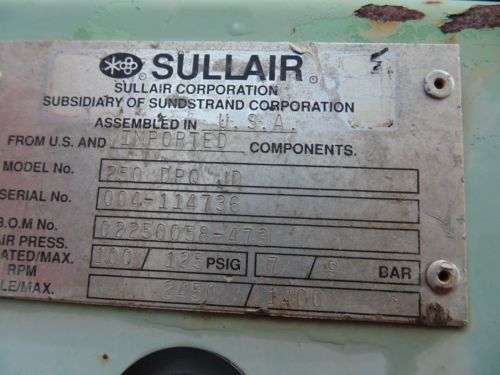 ® SULLAIR®
SULLAIR CORPORATION
SUBSIDIARY OF SUNDSTRAND CORPORATION
ASSEMBLED IN U.S.A.
FROM U.S. AND IMPORTED COMPONENTS.
MODEL No. 250 DPQ JD
SERIAL No. 004-114736
B.O.M No. 02250058-473
AIR PRESS.
RATED/MAX. 100 / 125 PSIG 7 / 9 BAR
RPM
IDLE/MAX. 2450 / 1400